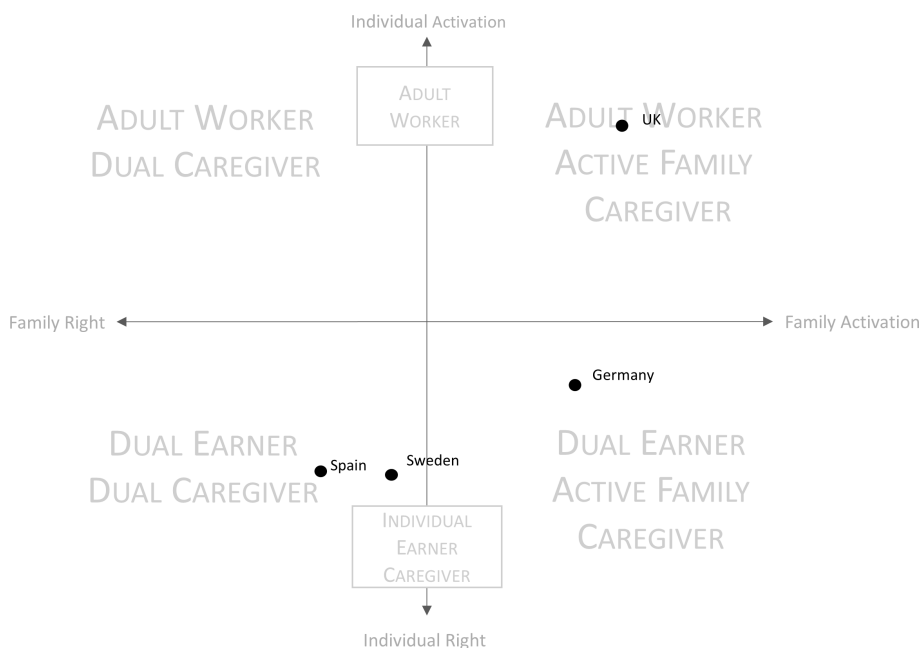 Individual Activation
ADULT
WORKER
ADULT WORKER
DUAL CAREGIVER
ADULT WORKER
ACTIVE FAMILY
CAREGIVER
UK
Family Right
Family Activation
Germany
DUAL EARNER
DUAL CAREGIVER
Spain
Sweden
DUAL EARNER
ACTIVE FAMILY
CAREGIVER
INDIVIDUAL
EARNER
CAREGIVER
Individual Right